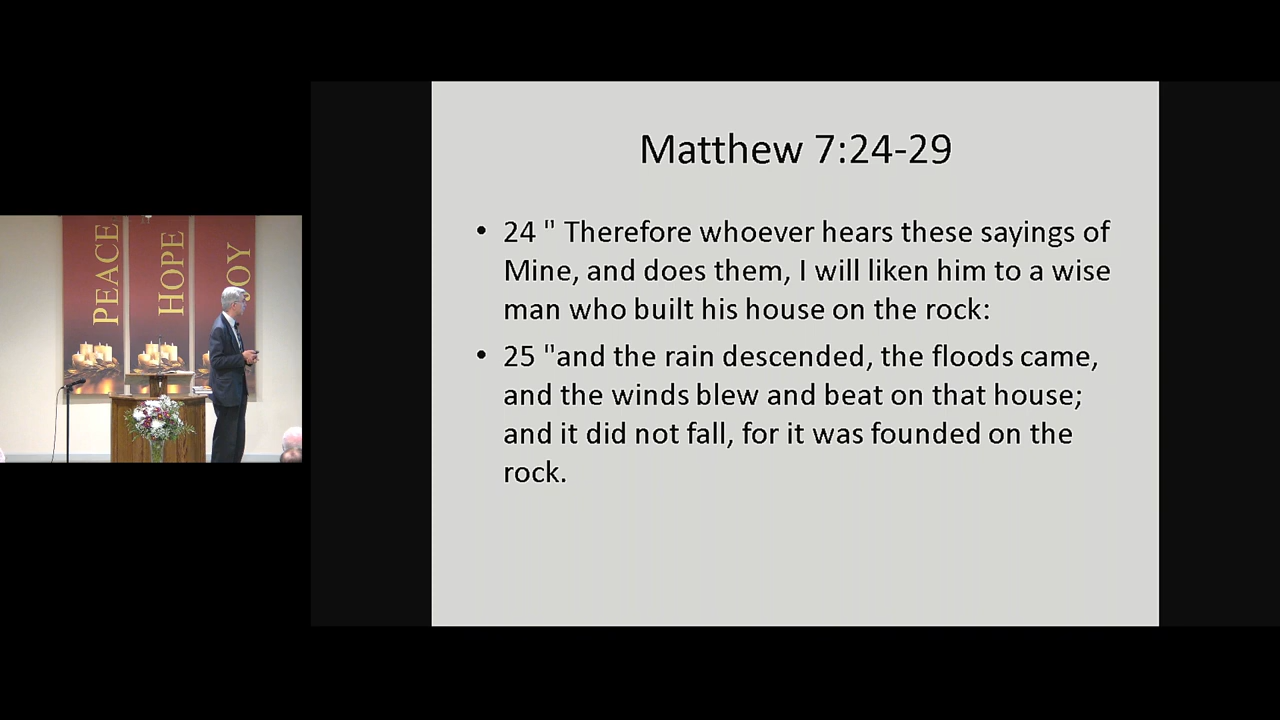 PEACE
HOPE
JOY
Matthew 7:24-29
• 24 " Therefore whoever hears these sayings of
Mine, and does them, I will liken him to a wise
man who built his house on the rock:
• 25 "and the rain descended, the floods came,
and the winds blew and beat on that house;
and it did not fall, for it was founded on the
rock.